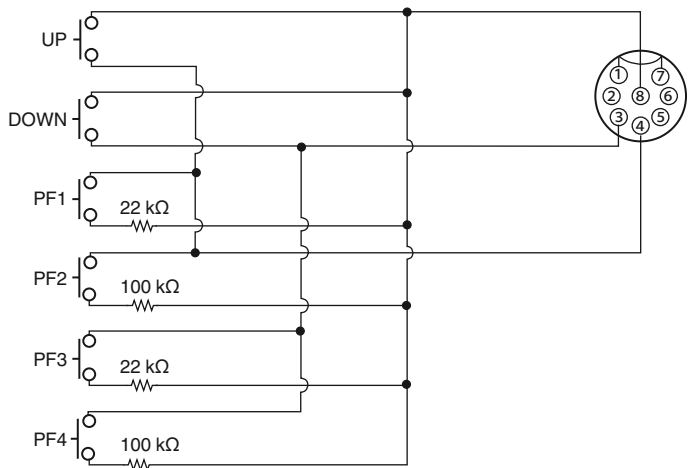 UP
DOWN
PF1
22 kΩ
PF2
100 kΩ
PF3
22 kΩ
PF4
100 kΩ
1 7
2 8 6
3 4 5